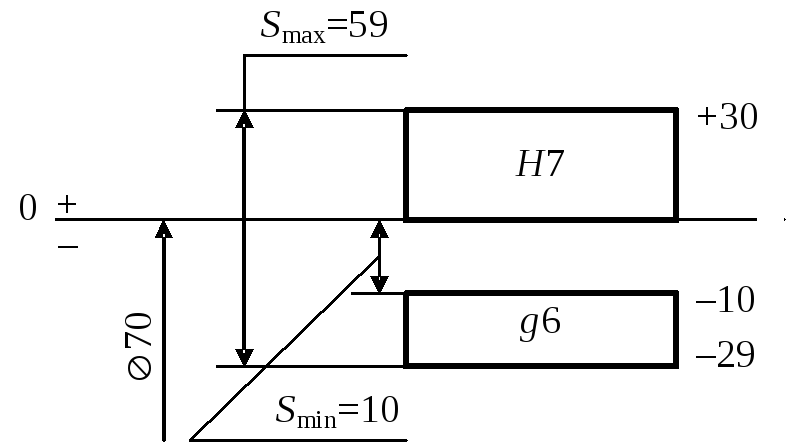 Smax=59
+30
H7
0 + –
–10
g6
–29
⌀70
Smin=10